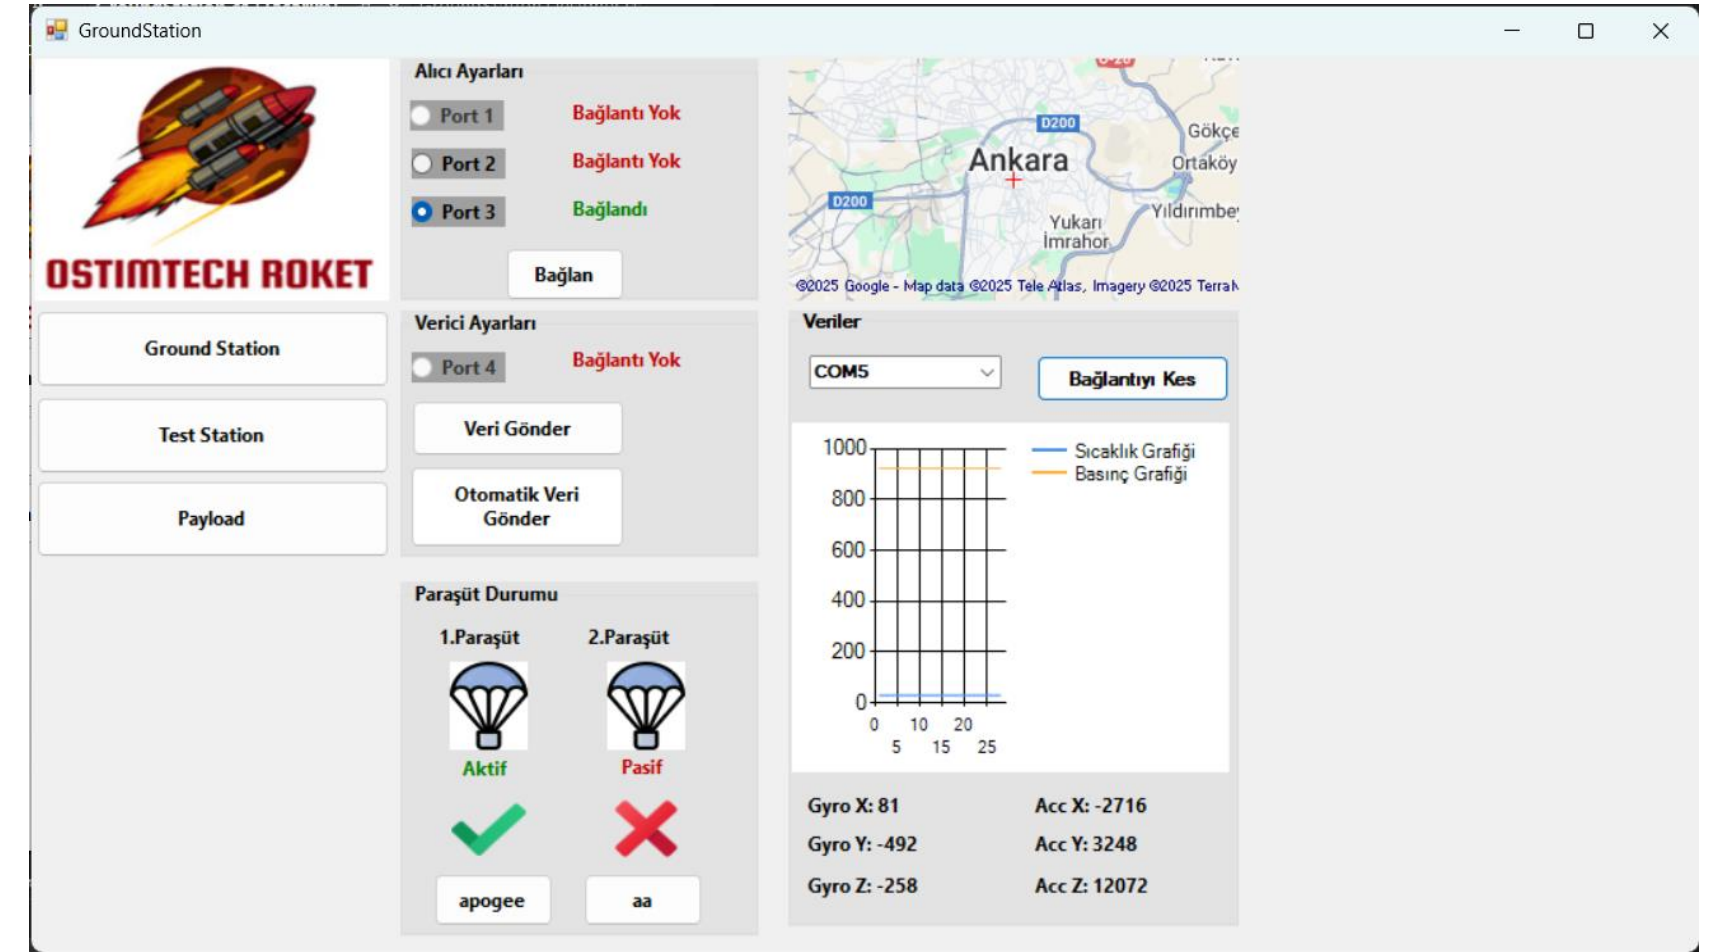 GroundStation
OSTIMTECH ROKET
Ground Station
Test Station
Payload
Alıcı Ayarları
Port 1 Bağlantı Yok
Port 2 Bağlantı Yok
Port 3 Bağlandı
Bağlan
Verici Ayarları
Port 4 Bağlantı Yok
Veri Gönder
Otomatik Veri
Gönder
Paraşüt Durumu
1.Paraşüt 2.Paraşüt
Aktif Pasif
apogee aa
D200
Gökçe
Ankara
Ortaköy
D200
Yıldırımbey
Yukarı
İmrahor
©2025 Google - Map data ©2025 Tele Atlas, Imagery ©2025 Terra
Veriler
COM5 Bağlantıyı Kes
1000
800
600
400
200
0
0 10 20
5 15 25
Sıcaklık Grafiği
Basınç Grafiği
Gyro X: 81 Acc X: -2716
Gyro Y: -492 Acc Y: 3248
Gyro Z: -258 Acc Z: 12072